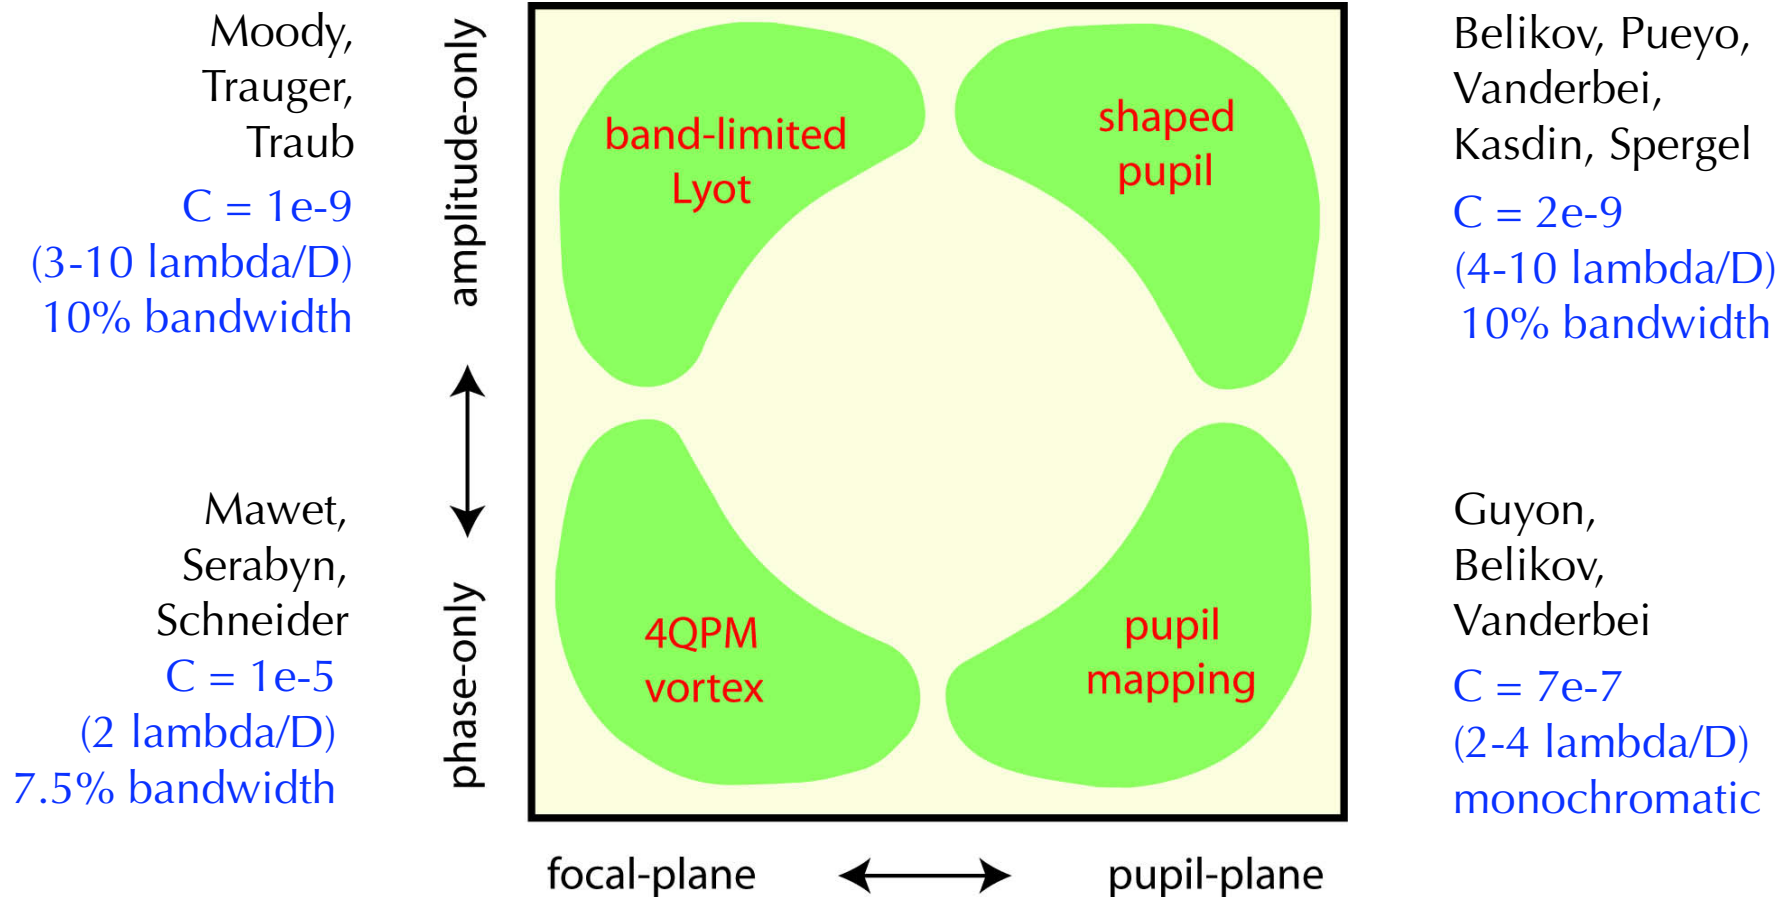 Moody,
Trauger,
Traub
C = 1e-9
(3-10 lambda/D)
10% bandwidth
amplitude-only
band-limited
Lyot
shaped
pupil
Belikov, Pueyo,
Vanderbei,
Kasdin, Spergel
C = 2e-9
(4-10 lambda/D)
10% bandwidth
Mawet,
Serabyn,
Schneider
C = 1e-5
(2 lambda/D)
7.5% bandwidth
phase-only
4QPM
vortex
pupil
mapping
Guyon,
Belikov,
Vanderbei
C = 7e-7
(2-4 lambda/D)
monochromatic
focal-plane
pupil-plane